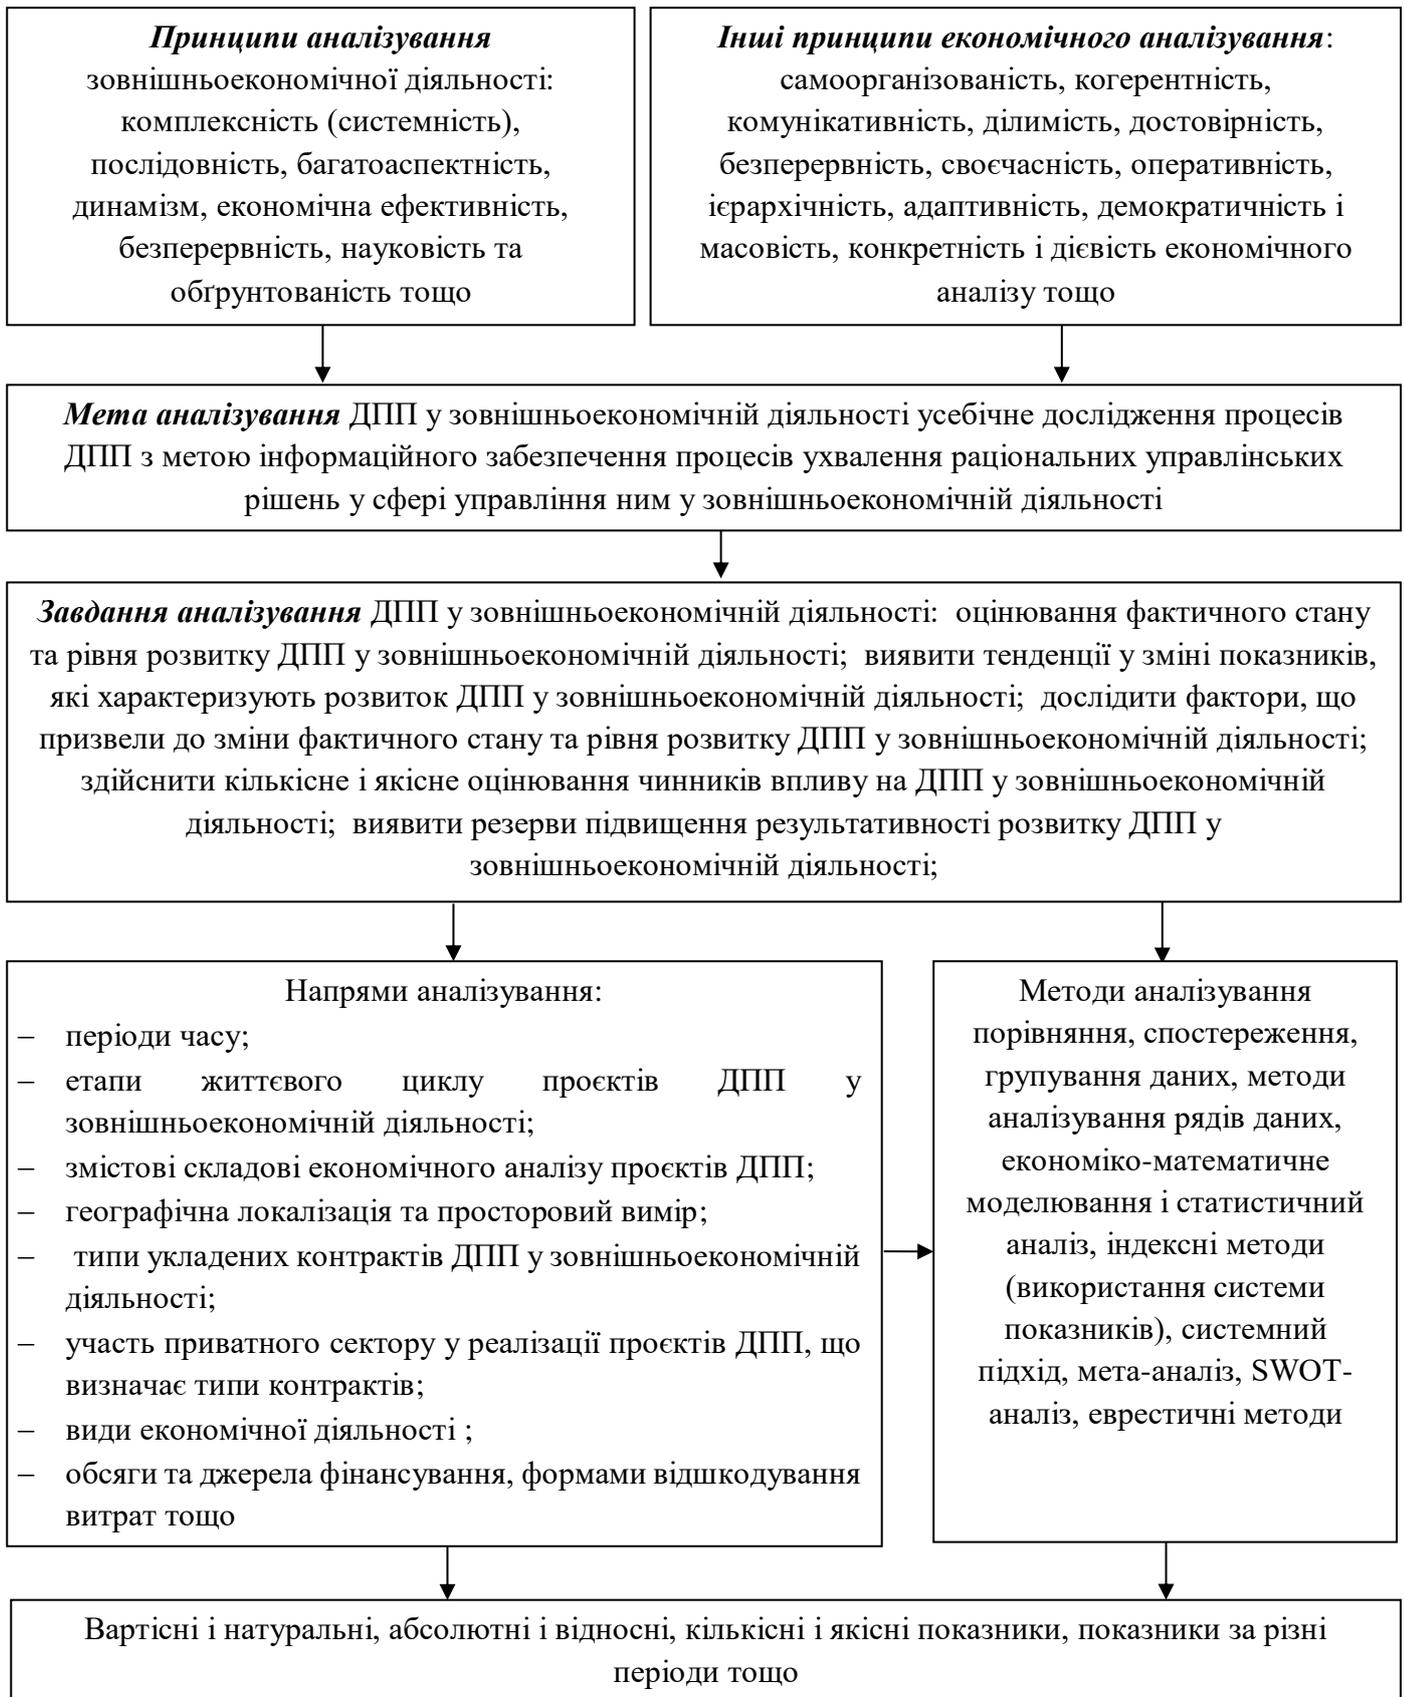 Принципи аналізування
зовнішньоекономічної діяльності:
комплексність (системність),
послідовність, багатоаспектність,
динамізм, економічна ефективність,
безперервність, науковість та
обґрунтованість тощо
Інші принципи економічного аналізування:
самоорганізованість, когерентність,
комунікативність, ділимість, достовірність,
безперервність, своєчасність, оперативність,
ієрархічність, адаптивність, демократичність і
масовість, конкретність і дієвість економічного
аналізу тощо
Мета аналізування ДПП у зовнішньоекономічній діяльності усебічне дослідження процесів
ДПП з метою інформаційного забезпечення процесів ухвалення раціональних управлінських
рішень у сфері управління ним у зовнішньоекономічній діяльності
Завдання аналізування ДПП у зовнішньоекономічній діяльності: оцінювання фактичного стану
та рівня розвитку ДПП у зовнішньоекономічній діяльності; виявити тенденції у зміні показників,
які характеризують розвиток ДПП у зовнішньоекономічній діяльності; дослідити фактори, що
призвели до зміни фактичного стану та рівня розвитку ДПП у зовнішньоекономічній діяльності;
здійснити кількісне і якісне оцінювання чинників впливу на ДПП у зовнішньоекономічній
діяльності; виявити резерви підвищення результативності розвитку ДПП у
зовнішньоекономічній діяльності;
Напрями аналізування:
– періоди часу;
– етапи життєвого циклу проєктів ДПП у
зовнішньоекономічній діяльності;
– змістові складові економічного аналізу проєктів ДПП;
– географічна локалізація та просторовий вимір;
– типи укладених контрактів ДПП у зовнішньоекономічній
діяльності;
– участь приватного сектору у реалізації проєктів ДПП, що
визначає типи контрактів;
– види економічної діяльності ;
– обсяги та джерела фінансування, формами відшкодування
витрат тощо
Методи аналізування
порівняння, спостереження,
групування даних, методи
аналізування рядів даних,
економіко-математичне
моделювання і статистичний
аналіз, індексні методи
(використання системи
показників), системний
підхід, мета-аналіз, SWOT-
аналіз, еврестичні методи
Вартісні і натуральні, абсолютні і відносні, кількісні і якісні показники, показники за різні
періоди тощо